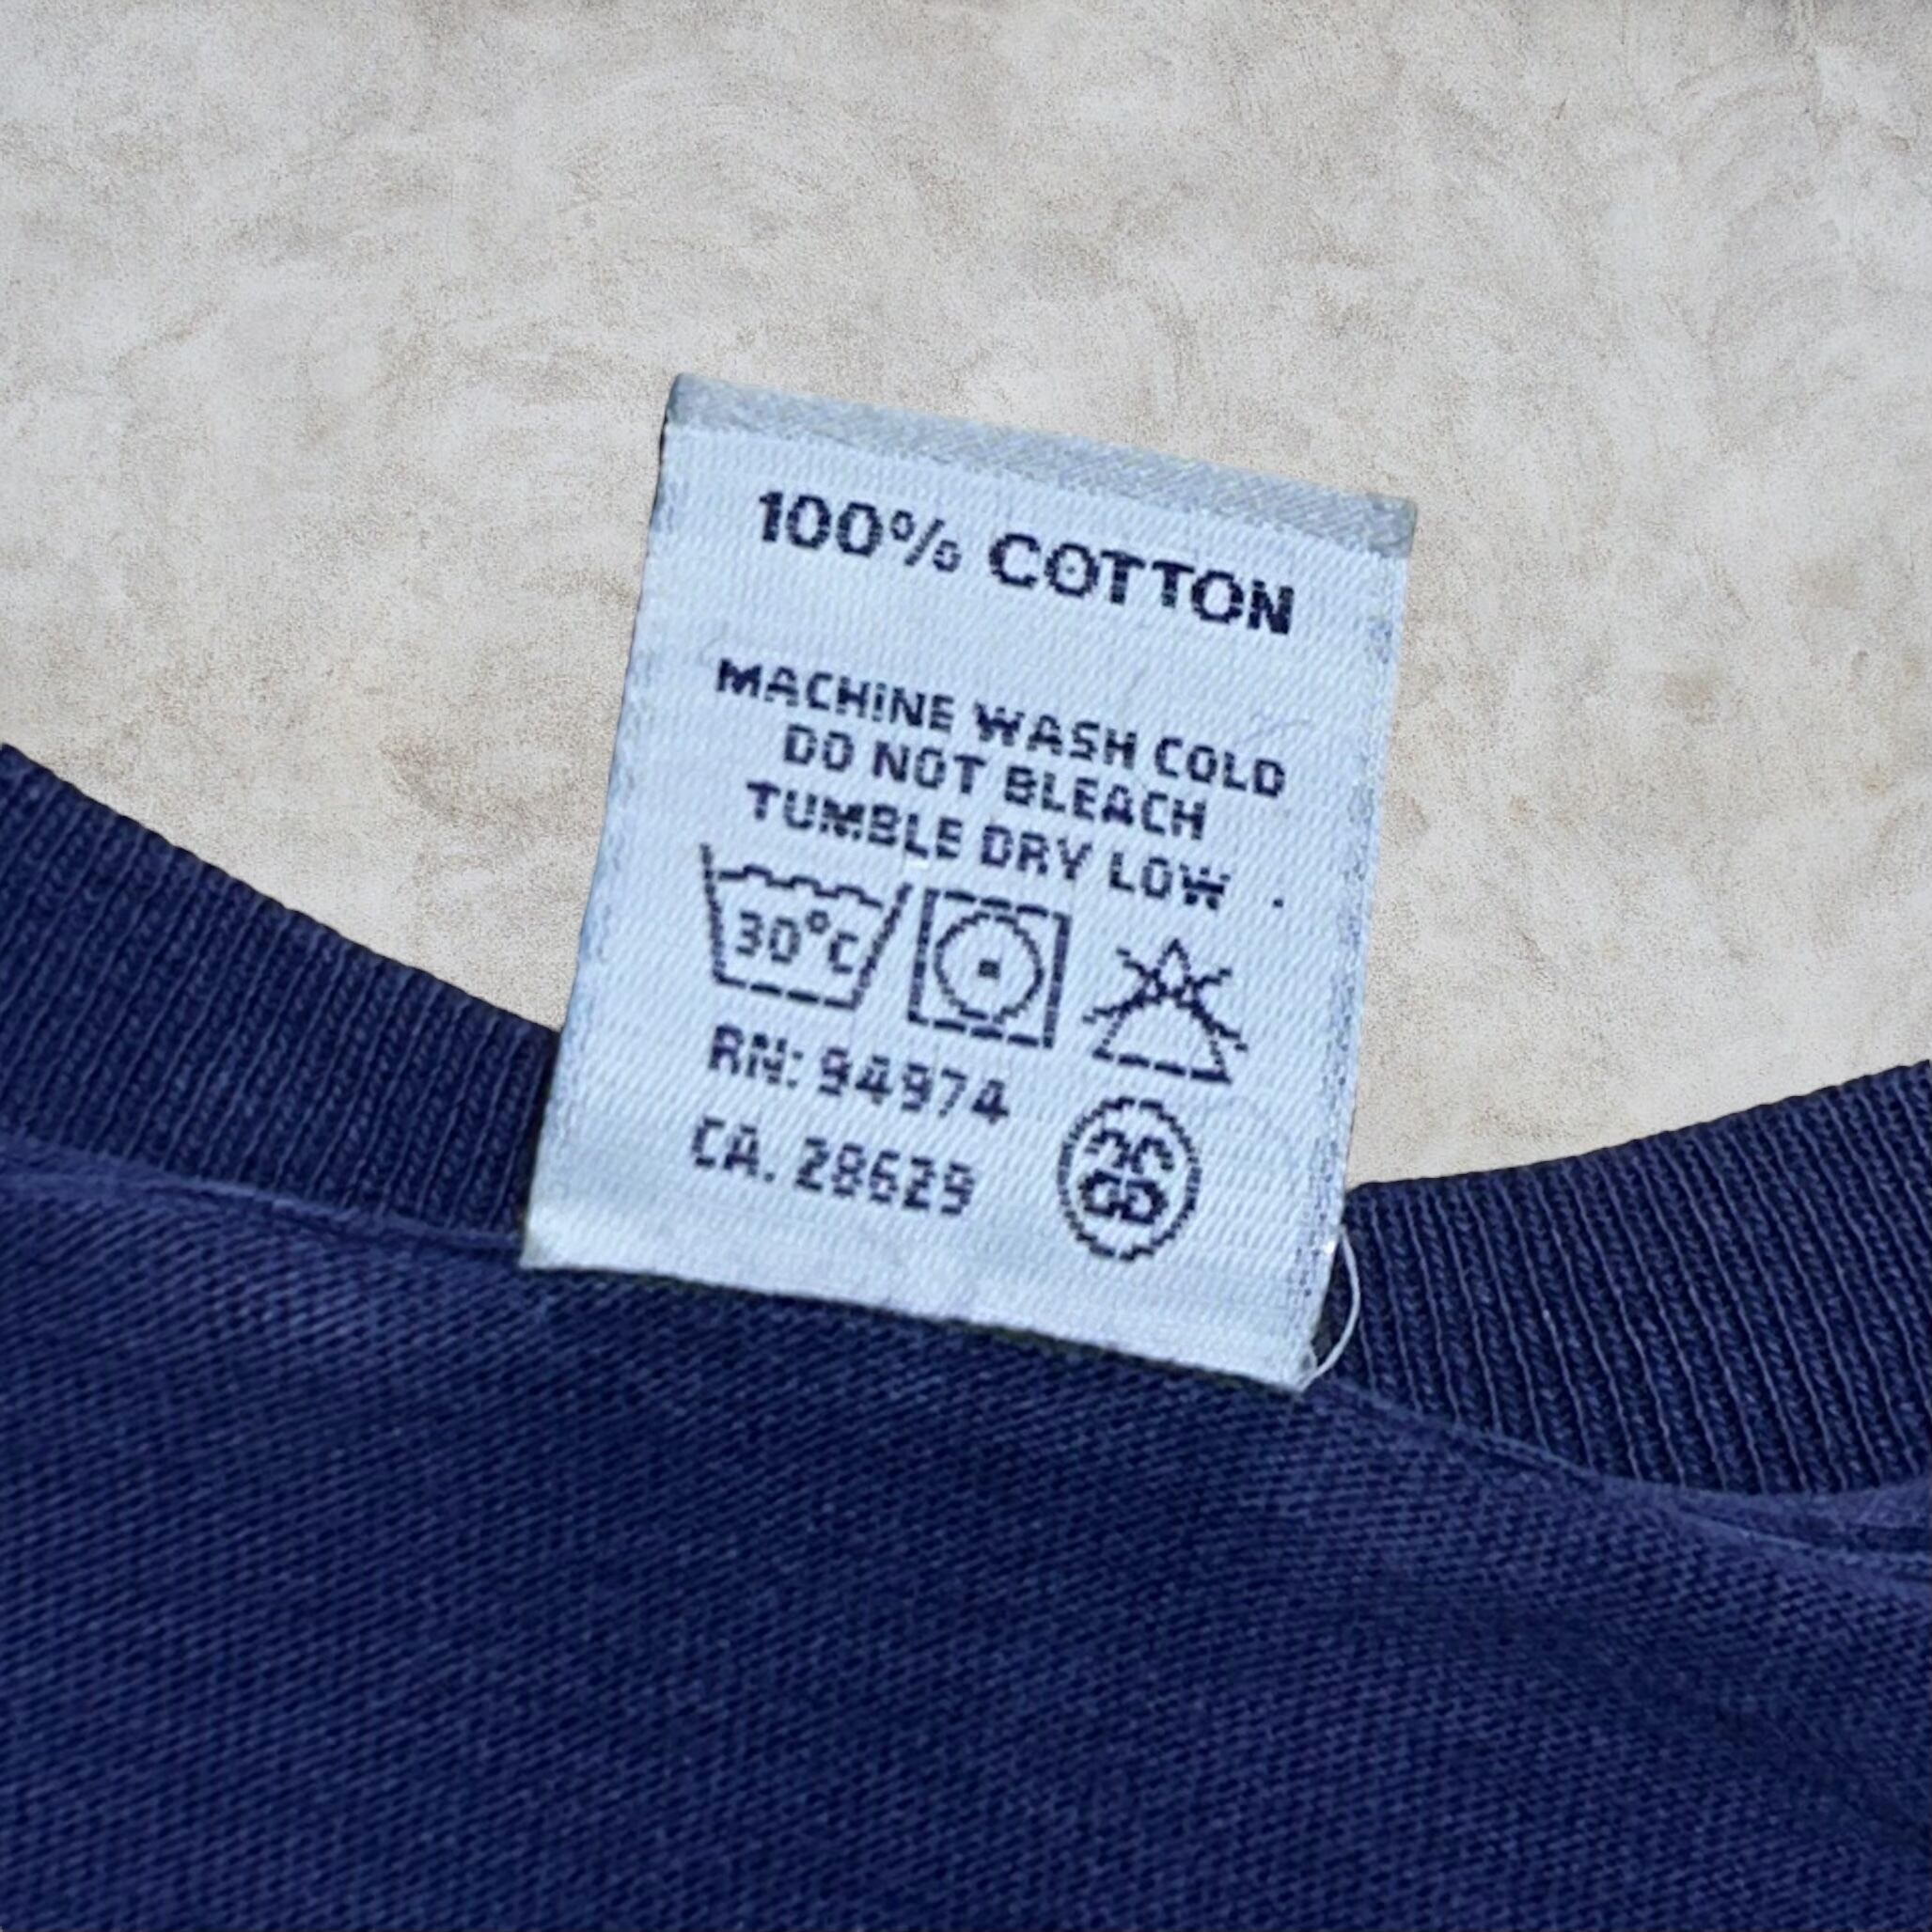 100% COTTON
MACHINE WASH COLD
DO NOT BLEACH
TUMBLE DRY LOW
30°C
RN: 94974
CA. 28629